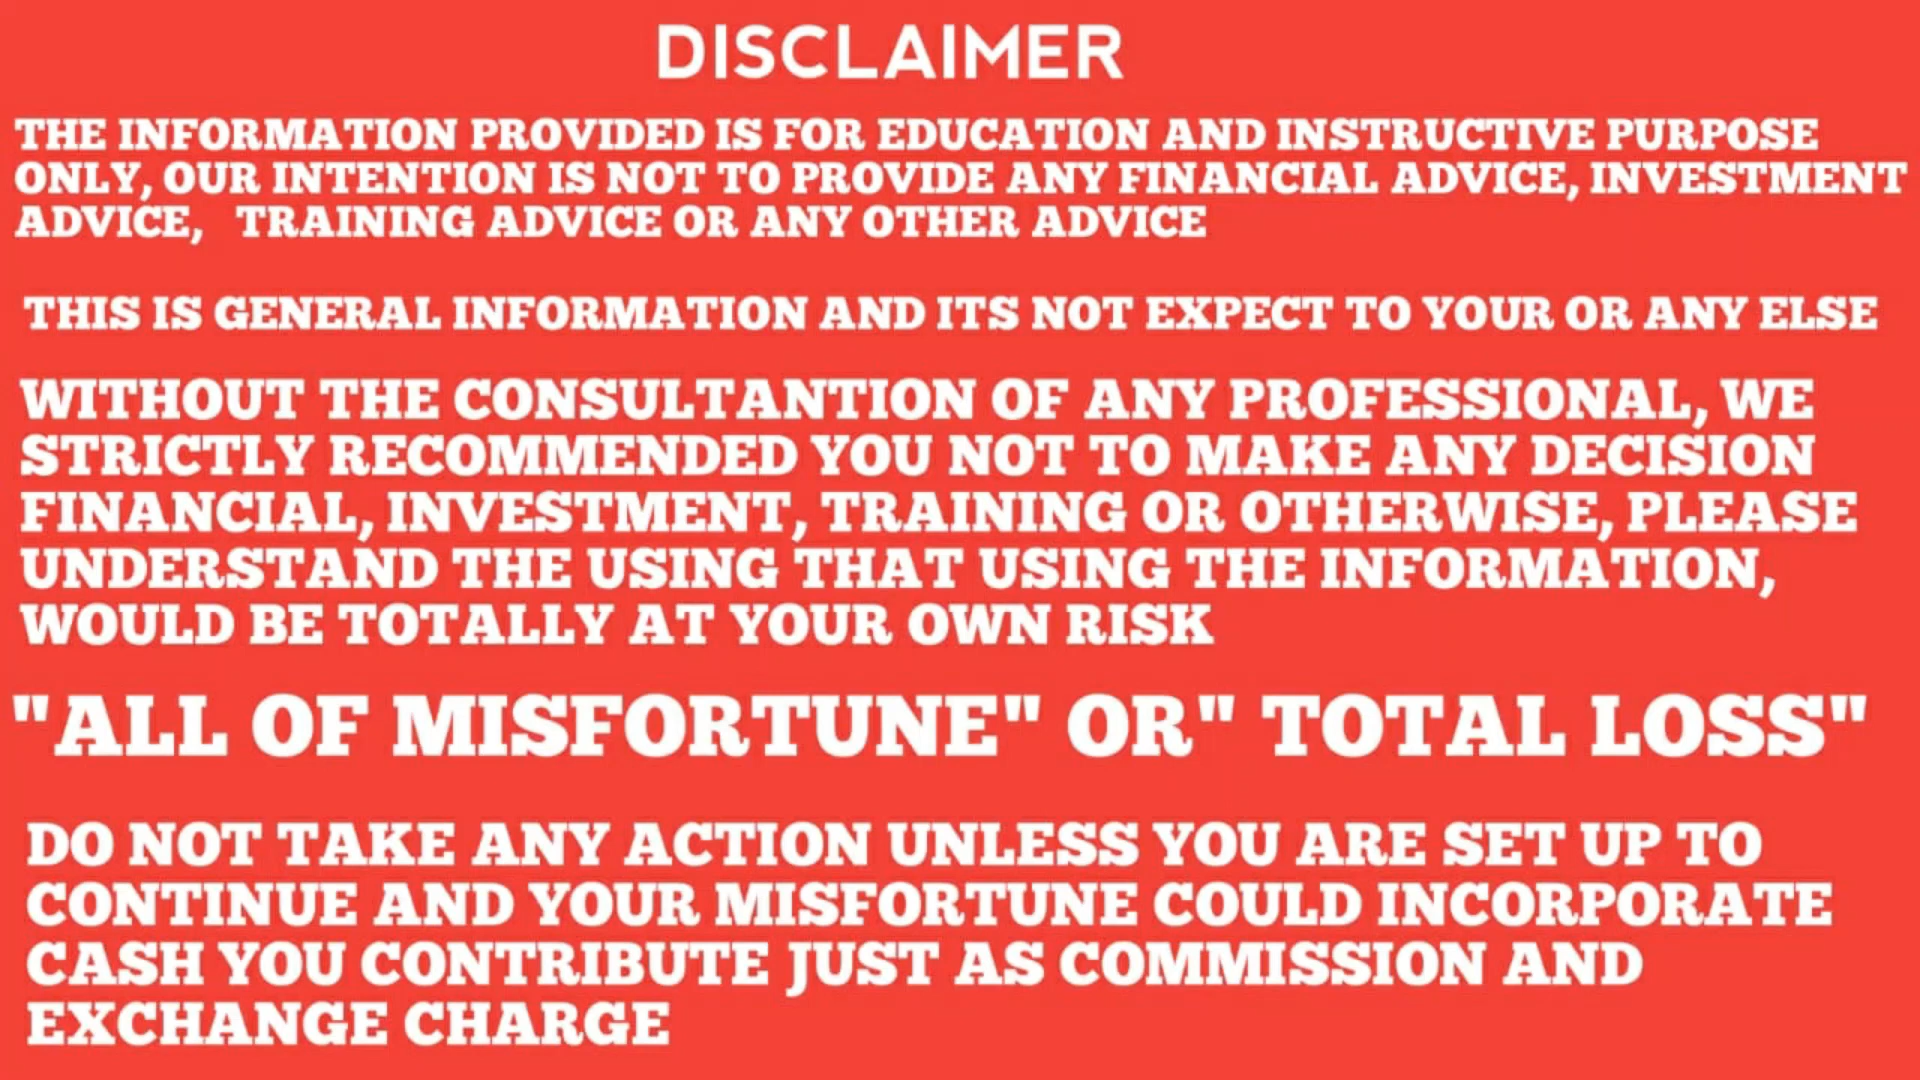 DISCLAIMER
THE INFORMATION PROVIDED IS FOR EDUCATION AND INSTRUCTIVE PURPOSE
ONLY, OUR INTENTION IS NOT TO PROVIDE ANY FINANCIAL ADVICE, INVESTMENT
ADVICE, TRAINING ADVICE OR ANY OTHER ADVICE
THIS IS GENERAL INFORMATION AND ITS NOT EXPECT TO YOUR OR ANY ELSE
WITHOUT THE CONSULTANTION OF ANY PROFESSIONAL, WE
STRICTLY RECOMMENDED YOU NOT TO MAKE ANY DECISION
FINANCIAL, INVESTMENT, TRAINING OR OTHERWISE, PLEASE
UNDERSTAND THE USING THAT USING THE INFORMATION,
WOULD BE TOTALLY AT YOUR OWN RISK
"ALL OF MISFORTUNE" OR" TOTAL LOSS"
DO NOT TAKE ANY ACTION UNLESS YOU ARE SET UP TO
CONTINUE AND YOUR MISFORTUNE COULD INCORPORATE
CASH YOU CONTRIBUTE JUST AS COMMISSION AND
EXCHANGE CHARGE